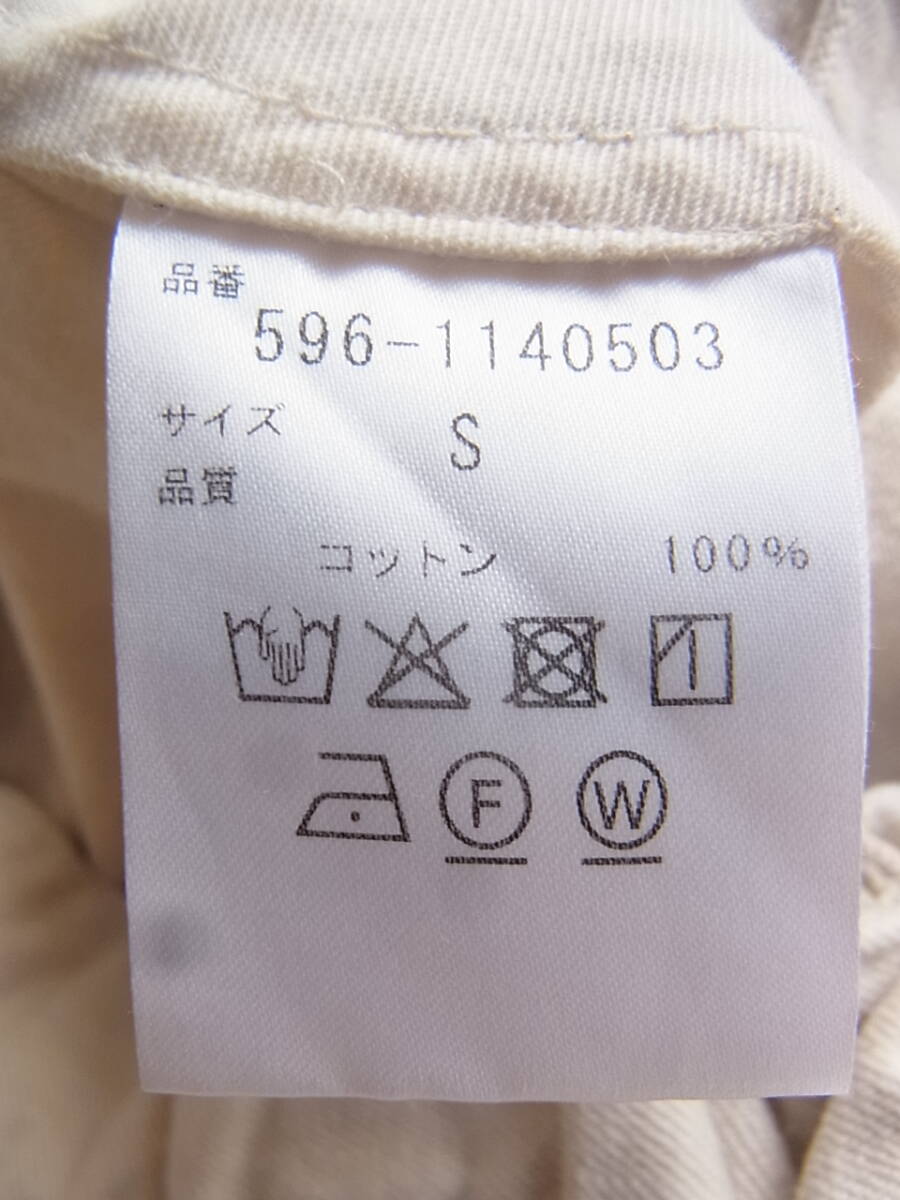 品番
596-1140503
サイズ S
品質
コットン 100%
F W